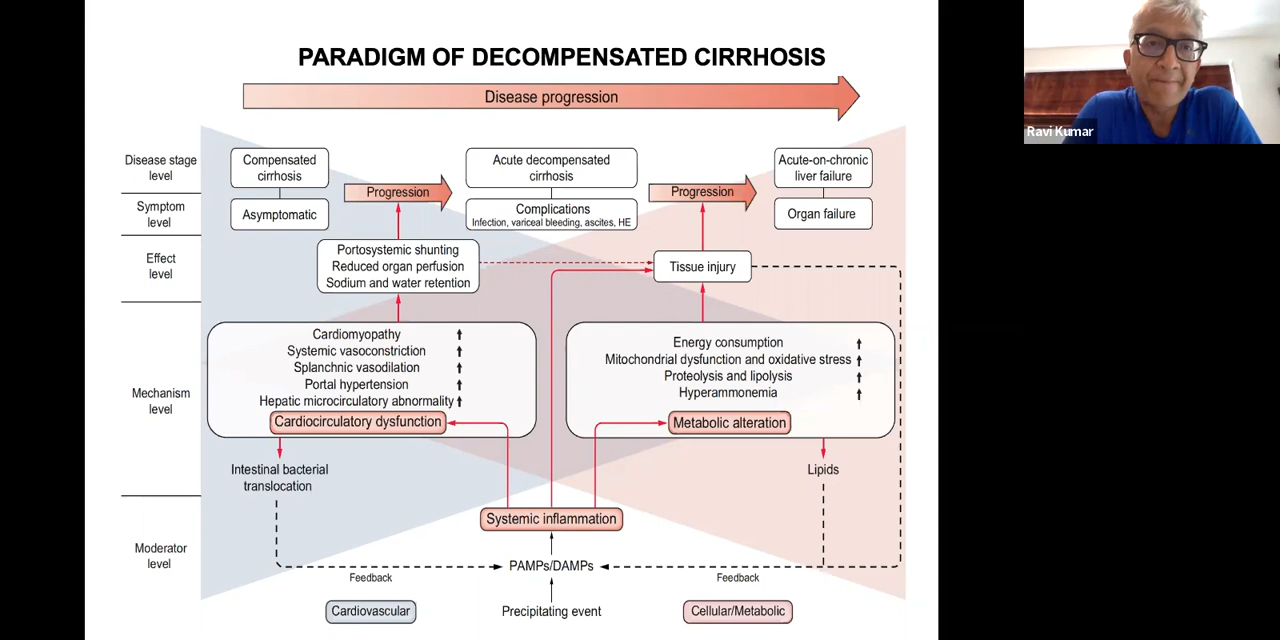 PARADIGM OF DECOMPENSATED CIRRHOSIS
Disease progression
Disease stage
level
Compensated
cirrhosis
Acute decompensated
cirrhosis
Acute-on-chronic
liver failure
Progression
Progression
Symptom
level
Asymptomatic
Complications
Infection, variceal bleeding, ascites, HE
Organ failure
Effect
level
Portosystemic shunting
Reduced organ perfusion
Sodium and water retention
Tissue injury
Mechanism
level
Cardiomyopathy
Systemic vasoconstriction
Splanchnic vasodilation
Portal hypertension
Hepatic microcirculatory abnormality
Cardiocirculatory dysfunction
Energy consumption
Mitochondrial dysfunction and oxidative stress
Proteolysis and lipolysis
Hyperammonemia
Metabolic alteration
Intestinal bacterial
translocation
Lipids
Systemic inflammation
Moderator
level
PAMPs/DAMPs
Feedback
Feedback
Precipitating event
Cardiovascular
Cellular/Metabolic
Ravi Kumar